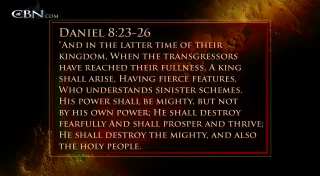 CBN.com
Daniel 8:23-26
"And in the latter time of their
kingdom, When the transgressors
have reached their fullness, A king
shall arise, Having fierce features,
Who understands sinister schemes.
His power shall be mighty, but not
by his own power; He shall destroy
fearfully And shall prosper and thrive;
He shall destroy the mighty, and also
the holy people.